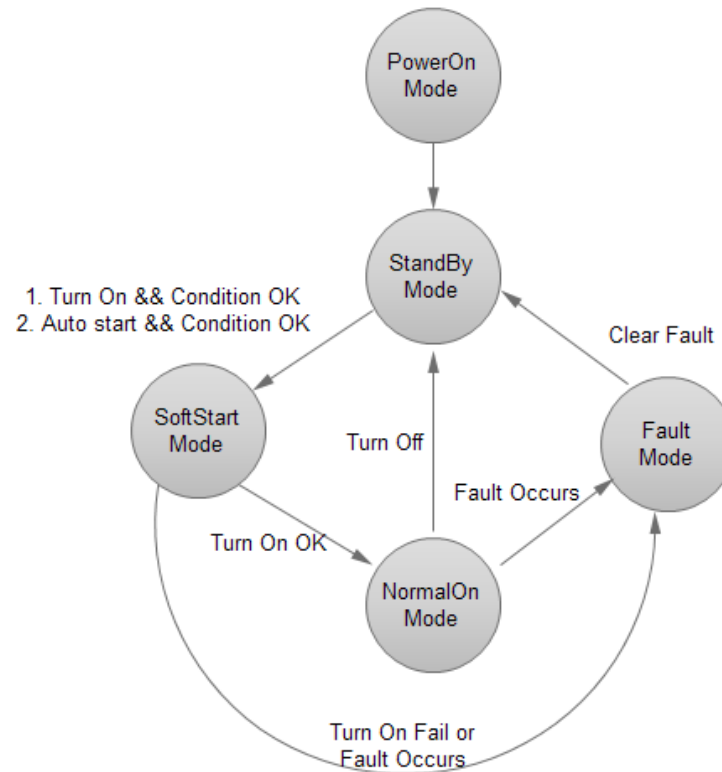 PowerOn
Mode
StandBy
Mode
1. Turn On && Condition OK
2. Auto start && Condition OK
Clear Fault
SoftStart
Mode
Fault
Mode
Turn Off
Fault Occurs
Turn On OK
NormalOn
Mode
Turn On Fail or
Fault Occurs